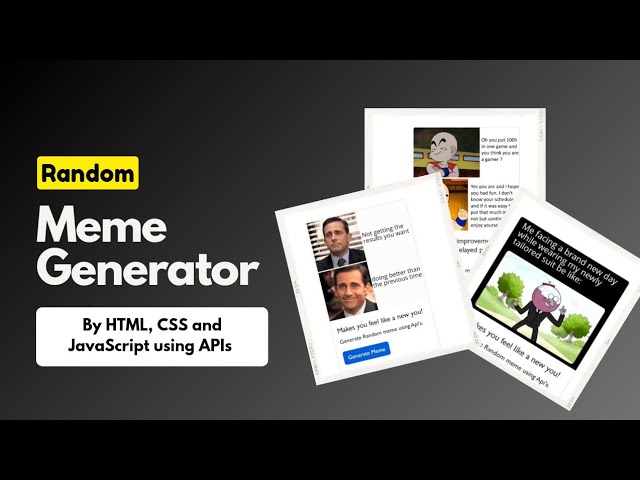 Random
Meme
Generator
By HTML, CSS and
JavaScript using APIs
Not getting the
results you want
doing better than
the previous time
Makes you feel like a new you!
Generate Random meme using Api's.
Generate Meme
Oh you put 100h
in one game and
you think you are
a gamer ?
Yes you are and I hope
you had fun. I don't
know your schedule
and if it was easy
put that much in
not but
enjoy yourse
improvemen
elayed p
Me facing a brand new day
while wearing my newly
tailored suit be like:
kes you feel like a new you!
Random meme using Api's.